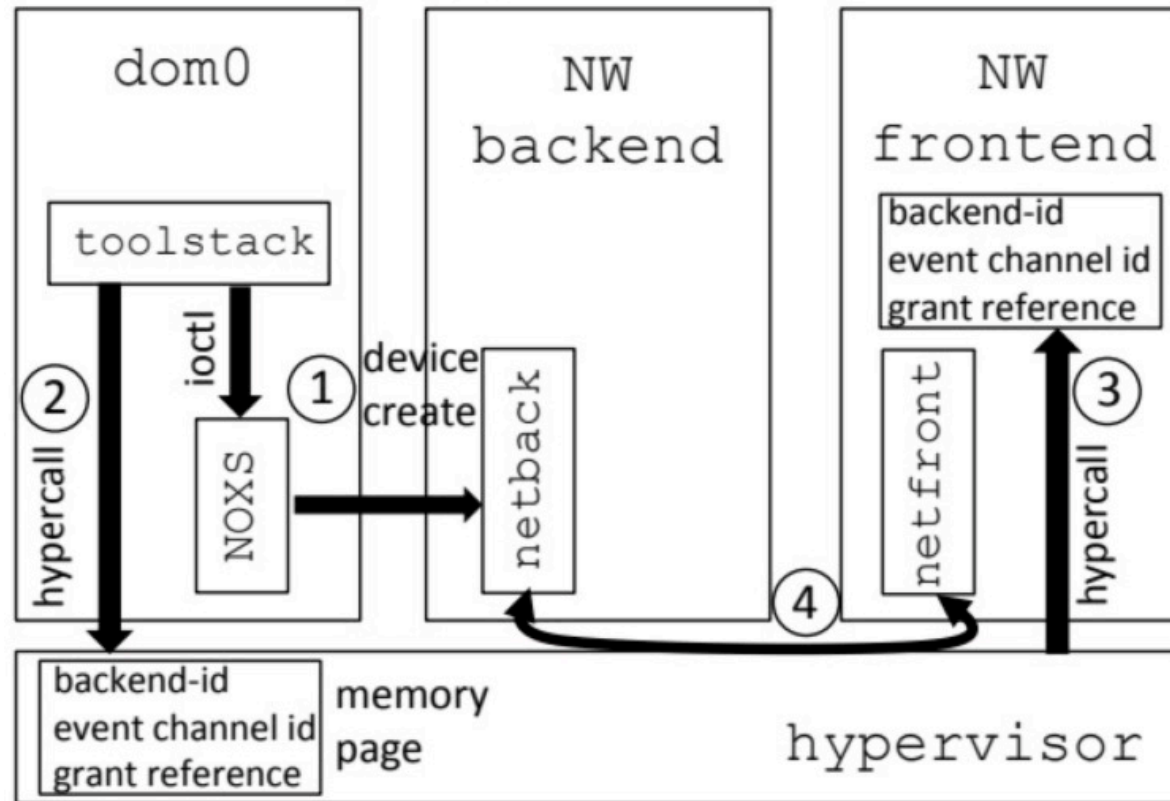 dom0
toolstack
ioctl
2
hypercall
NOXS
1
device
create
NW
backend
netback
4
NW
frontend
backend-id
event channel id
grant reference
netfront
3
hypercall
backend-id
event channel id
grant reference
memory
page
hypervisor